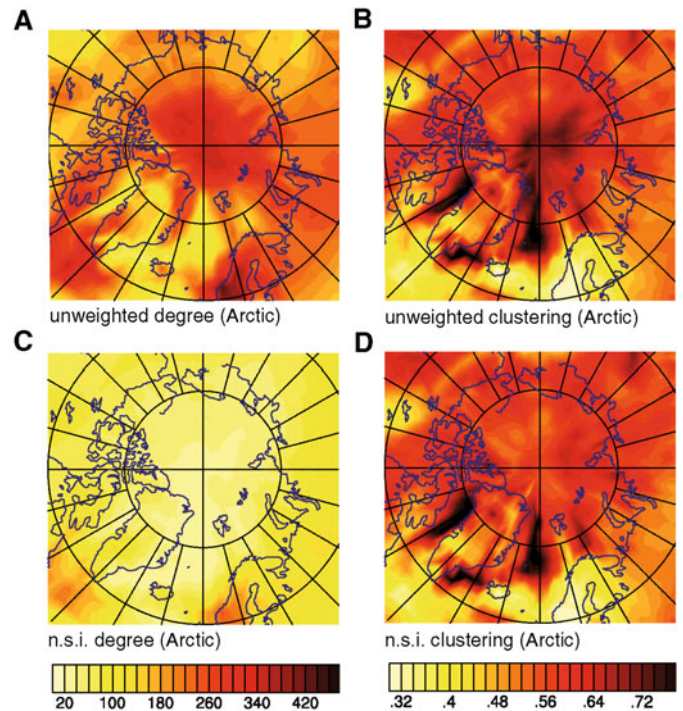 A B
unweighted degree (Arctic) unweighted clustering (Arctic)
C D
n.s.i. degree (Arctic) n.s.i. clustering (Arctic)
20 100 180 260 340 420 .32 .4 .48 .56 .64 .72